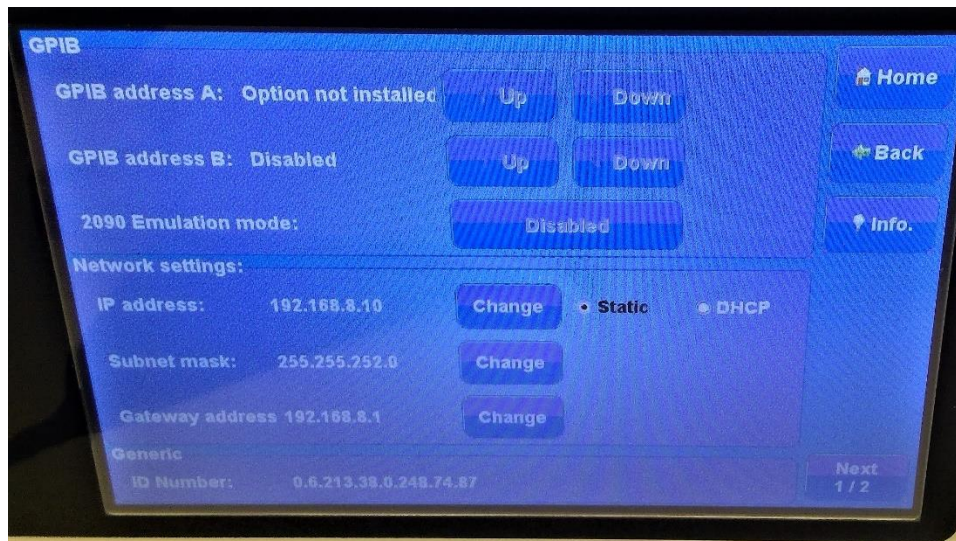 GPIB
GPIB address A: Option not installed Up Down
GPIB address B: Disabled Up Down
2090 Emulation mode: Disabled
Network settings:
IP address: 192.168.8.10 Change Static DHCP
Subnet mask: 255.255.252.0 Change
Gateway address 192.168.8.1 Change
Generic
ID Number: 0.6.213.38.0.248.74.87
Home
Back
Info.
Next
1 / 2